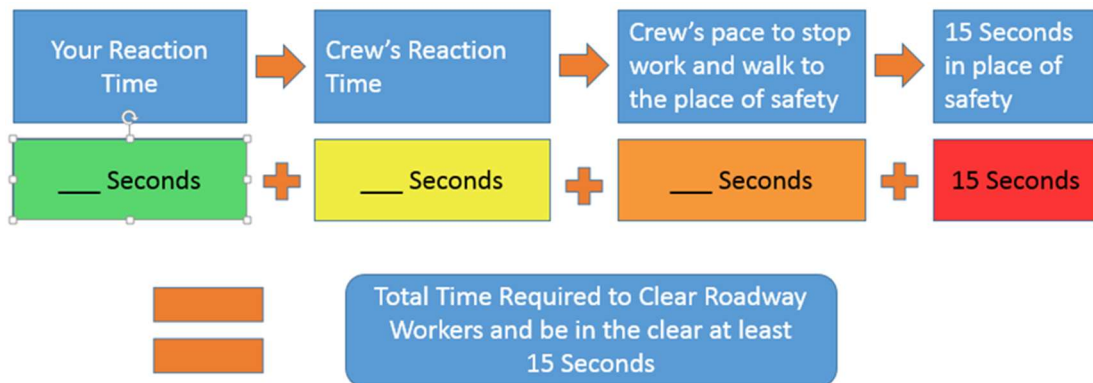 Your Reaction
Time
Crew's Reaction
Time
Crew's pace to stop
work and walk to
the place of safety
15 Seconds
in place of
safety
___ Seconds
___ Seconds
___ Seconds
15 Seconds
Total Time Required to Clear Roadway
Workers and be in the clear at least
15 Seconds